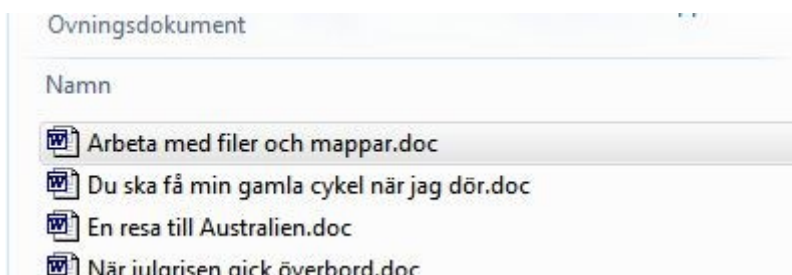 Övningsdokument
Namn
Arbeta med filer och mappar.doc
Du ska få min gamla cykel när jag dör.doc
En resa till Australien.doc
När julgrisen gick överbord.doc